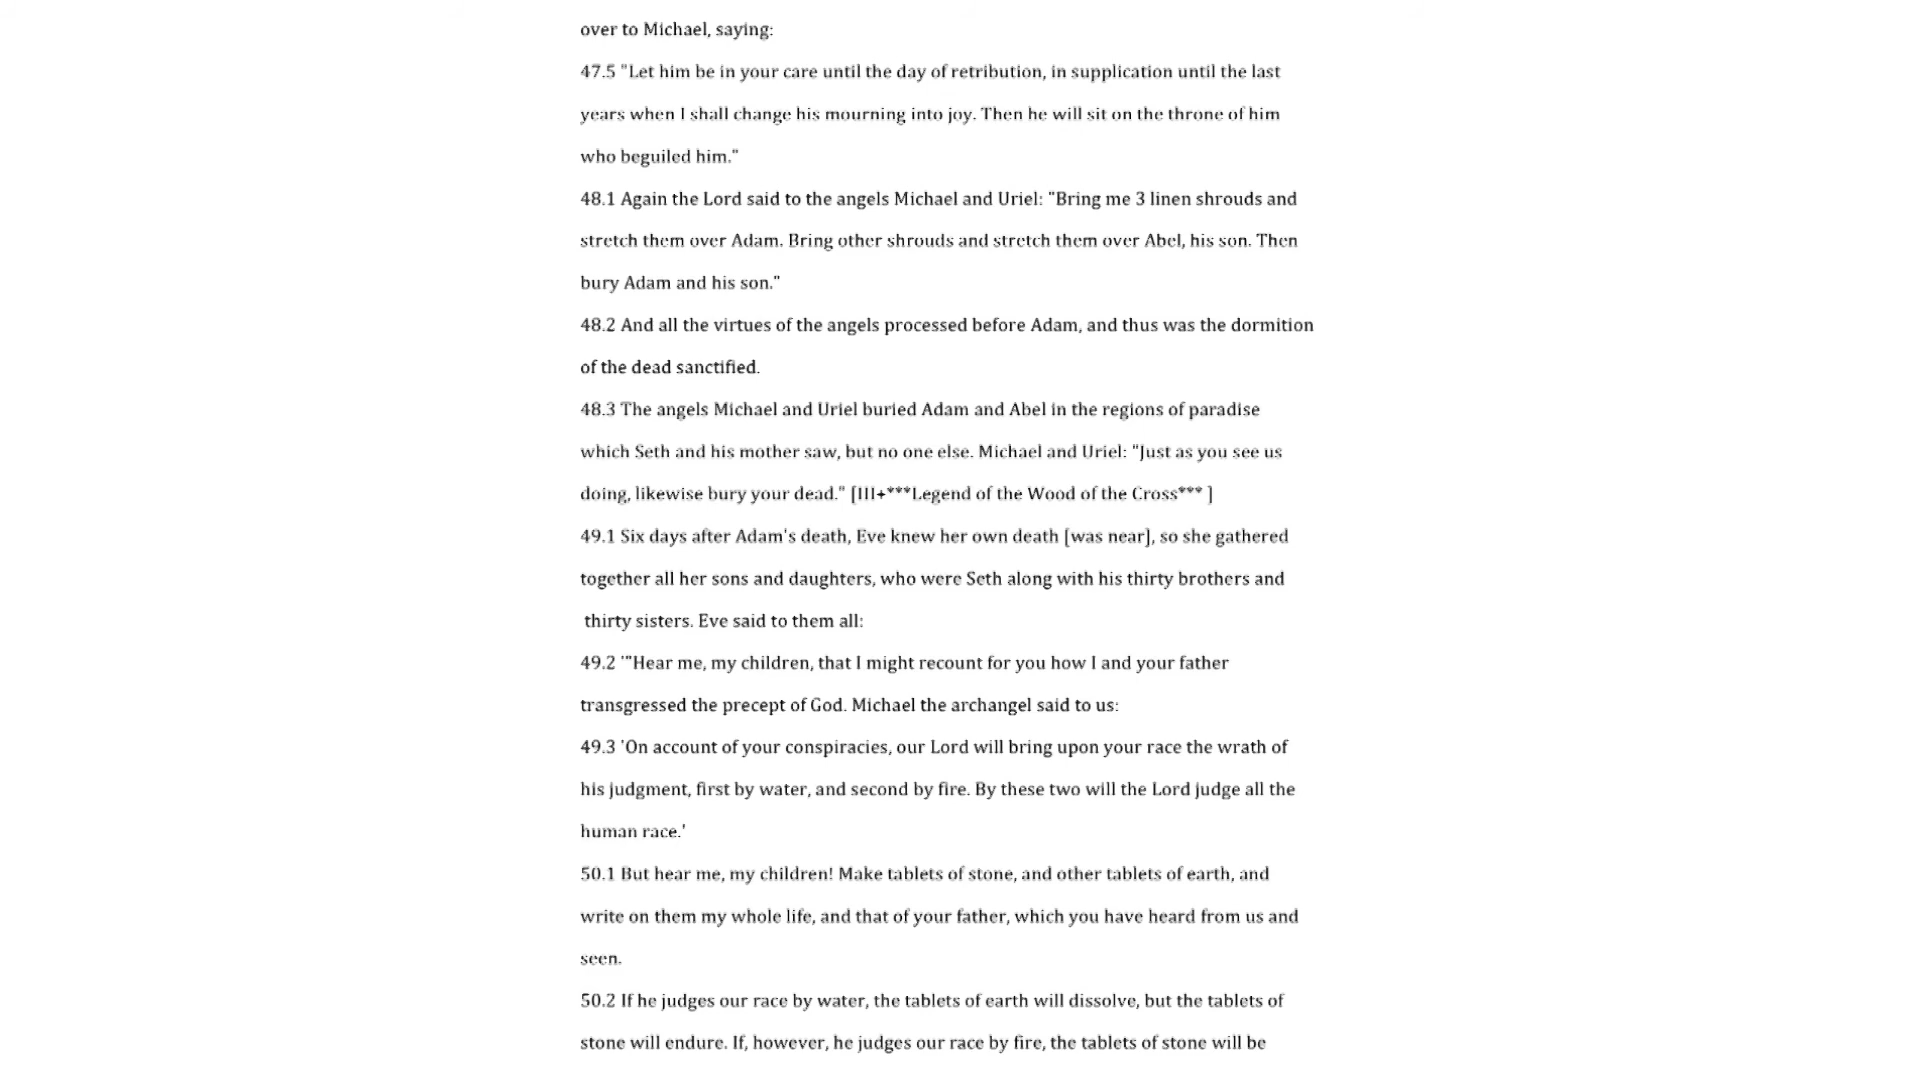 over to Michael, saying:
47.5 "Let him be in your care until the day of retribution, in supplication until the last
years when I shall change his mourning into joy. Then he will sit on the throne of him
who beguiled him."
48.1 Again the Lord said to the angels Michael and Uriel: "Bring me 3 linen shrouds and
stretch them over Adam. Bring other shrouds and stretch them over Abel, his son. Then
bury Adam and his son."
48.2 And all the virtues of the angels processed before Adam, and thus was the dormition
of the dead sanctified.
48.3 The angels Michael and Uriel buried Adam and Abel in the regions of paradise
which Seth and his mother saw, but no one else. Michael and Uriel: "Just as you see us
doing, likewise bury your dead." [III+***Legend of the Wood of the Cross*** ]
49.1 Six days after Adam's death, Eve knew her own death [was near], so she gathered
together all her sons and daughters, who were Seth along with his thirty brothers and
thirty sisters. Eve said to them all:
49.2 '"Hear me, my children, that I might recount for you how I and your father
transgressed the precept of God. Michael the archangel said to us:
49.3 'On account of your conspiracies, our Lord will bring upon your race the wrath of
his judgment, first by water, and second by fire. By these two will the Lord judge all the
human race.'
50.1 But hear me, my children! Make tablets of stone, and other tablets of earth, and
write on them my whole life, and that of your father, which you have heard from us and
seen.
50.2 If he judges our race by water, the tablets of earth will dissolve, but the tablets of
stone will endure. If, however, he judges our race by fire, the tablets of stone will be